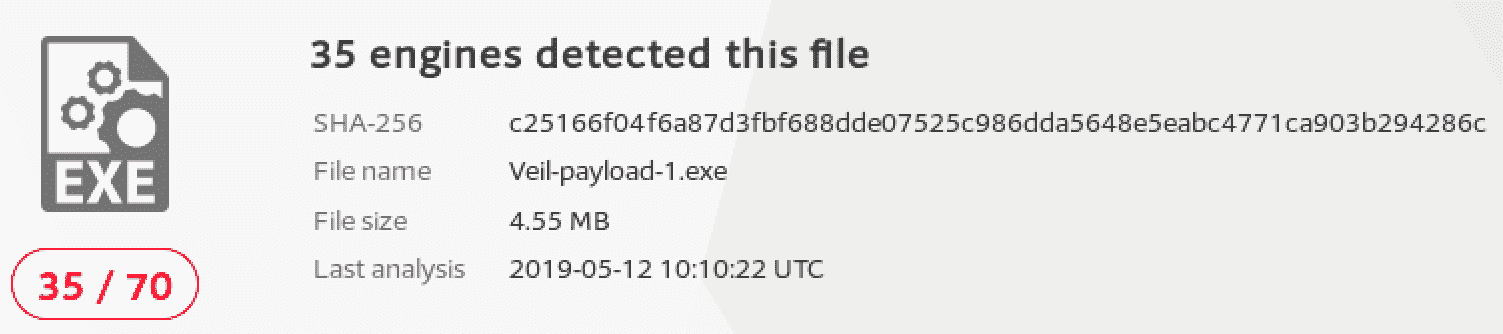 35 engines detected this file
SHA-256 c25166f04f6a87d3fbf688dde07525c986dda5648e5eabc4771ca903b294286c
File name Veil-payload-1.exe
File size 4.55 MB
Last analysis 2019-05-12 10:10:22 UTC
EXE
35 / 70